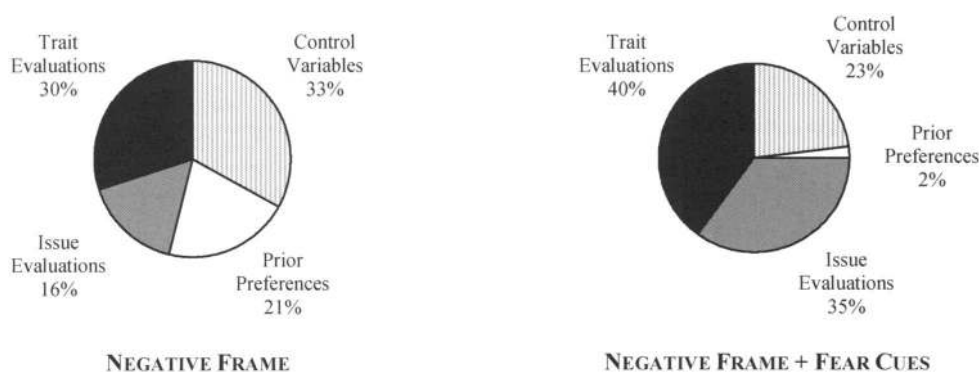 Trait
Evaluations
30%
Control
Variables
33%
Issue
Evaluations
16%
Prior
Preferences
21%
NEGATIVE FRAME
Trait
Evaluations
40%
Control
Variables
23%
Prior
Preferences
2%
Issue
Evaluations
35%
NEGATIVE FRAME + FEAR CUES